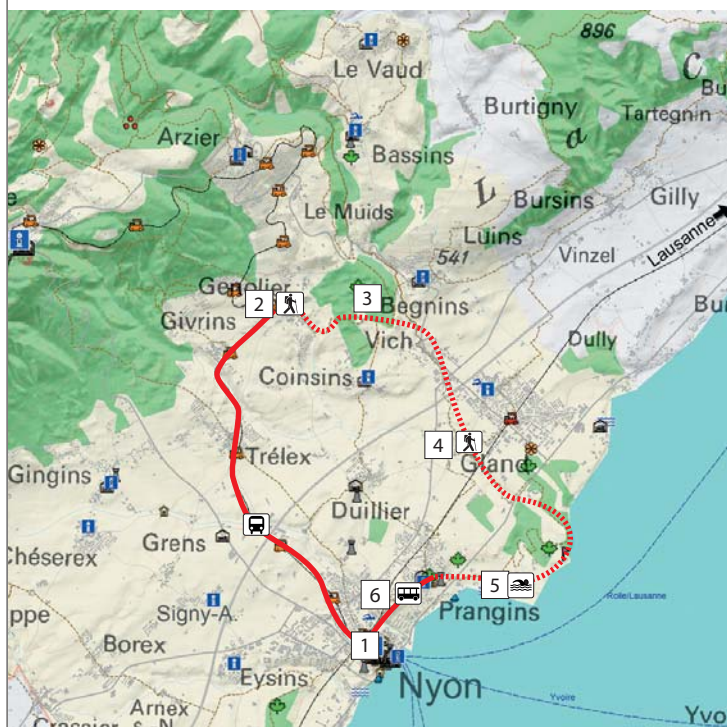 896
Le Vaud
C
Burtigny
Tartegnin
a
Arzier
Bassins
L
Gilly
Le Muids
Bursins
Luins
Lausanne
541
Vinzel
Genolier
2
3
Begnins
Givrins
Vich
Dully
Coinsins
4
Gland
Trélex
Gingins
Duillier
Grens
Chéserex
6
5
Rolle/Lausanne
Prangins
Signy-A.
1
Borex
Eysins
Nyon
Yvoire
Arnex